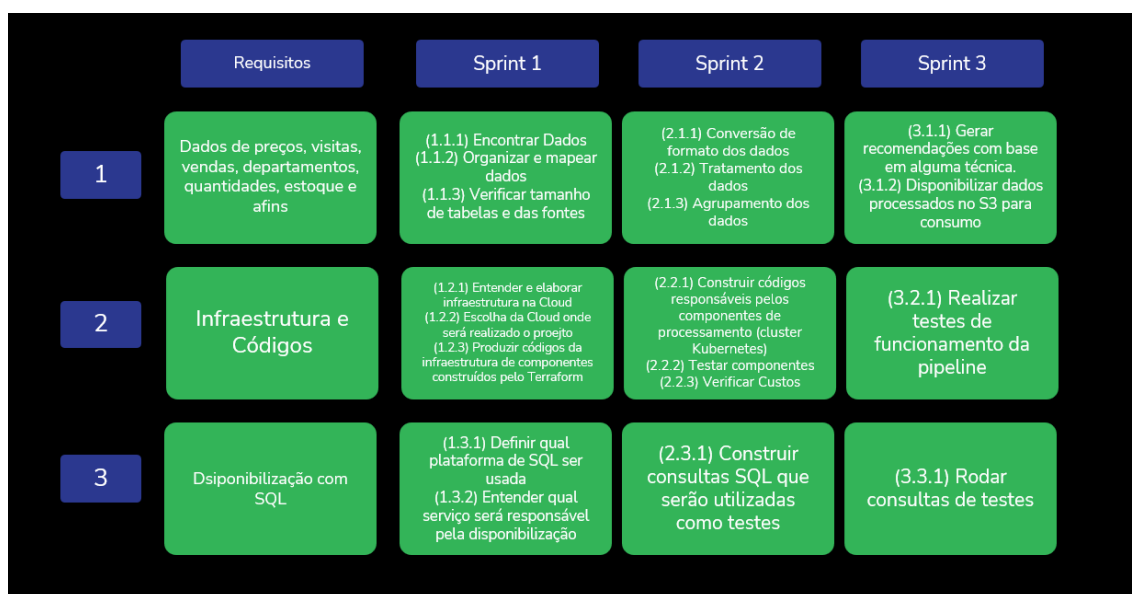 Requisitos
Sprint 1
Sprint 2
Sprint 3
1
Dados de preços, visitas,
vendas, departamentos,
quantidades, estoque e
afins
(1.1.1) Encontrar Dados
(1.1.2) Organizar e mapear
dados
(1.1.3) Verificar tamanho
de tabelas e das fontes
(2.1.1) Conversão de
formato dos dados
(2.1.2) Tratamento dos
dados
(2.1.3) Agrupamento dos
dados
(3.1.1) Gerar
recomendações com base
em alguma técnica.
(3.1.2) Disponibilizar dados
processados no S3 para
consumo
2
Infraestrutura e
Códigos
(1.2.1) Entender e elaborar
infraestrutura na Cloud
(1.2.2) Escolha da Cloud onde
será realizado o proejto
(1.2.3) Produzir códigos da
infraestrutura de componentes
construídos pelo Terraform
(2.2.1) Construir códigos
responsáveis pelos
componentes de
processamento (cluster
Kubernetes)
(2.2.2) Testar componentes
(2.2.3) Verificar Custos
(3.2.1) Realizar
testes de
funcionamento da
pipeline
3
Dsiponibilização com
SQL
(1.3.1) Definir qual
plataforma de SQL ser
usada
(1.3.2) Entender qual
serviço será responsável
pela disponibilização
(2.3.1) Construir
consultas SQL que
serão utilizadas
como testes
(3.3.1) Rodar
consultas de testes